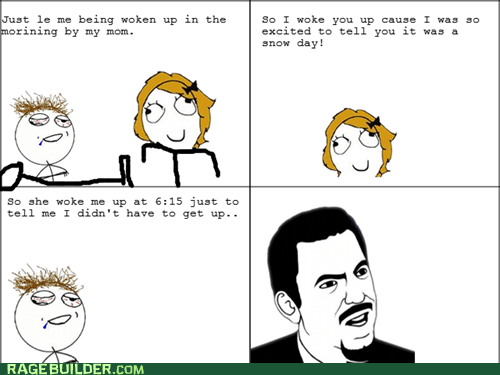 Just le me being woken up in the
morining by my mom.
So I woke you up cause I was so
excited to tell you it was a
snow day!
So she woke me up at 6:15 just to
tell me I didn't have to get up..
RAGEBUILDER.COM